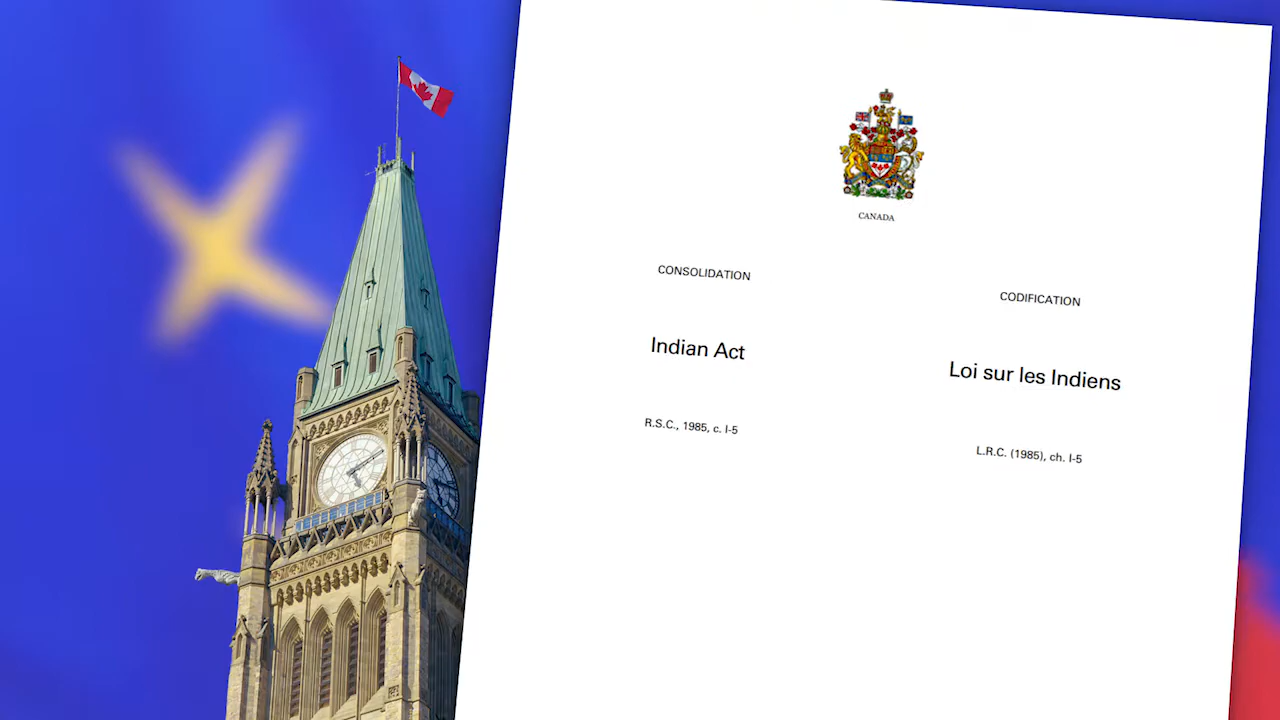 CANADA
CONSOLIDATION
CODIFICATION
Indian Act
Loi sur les Indiens
R.S.C., 1985, c. I-5
L.R.C. (1985), ch. I-5